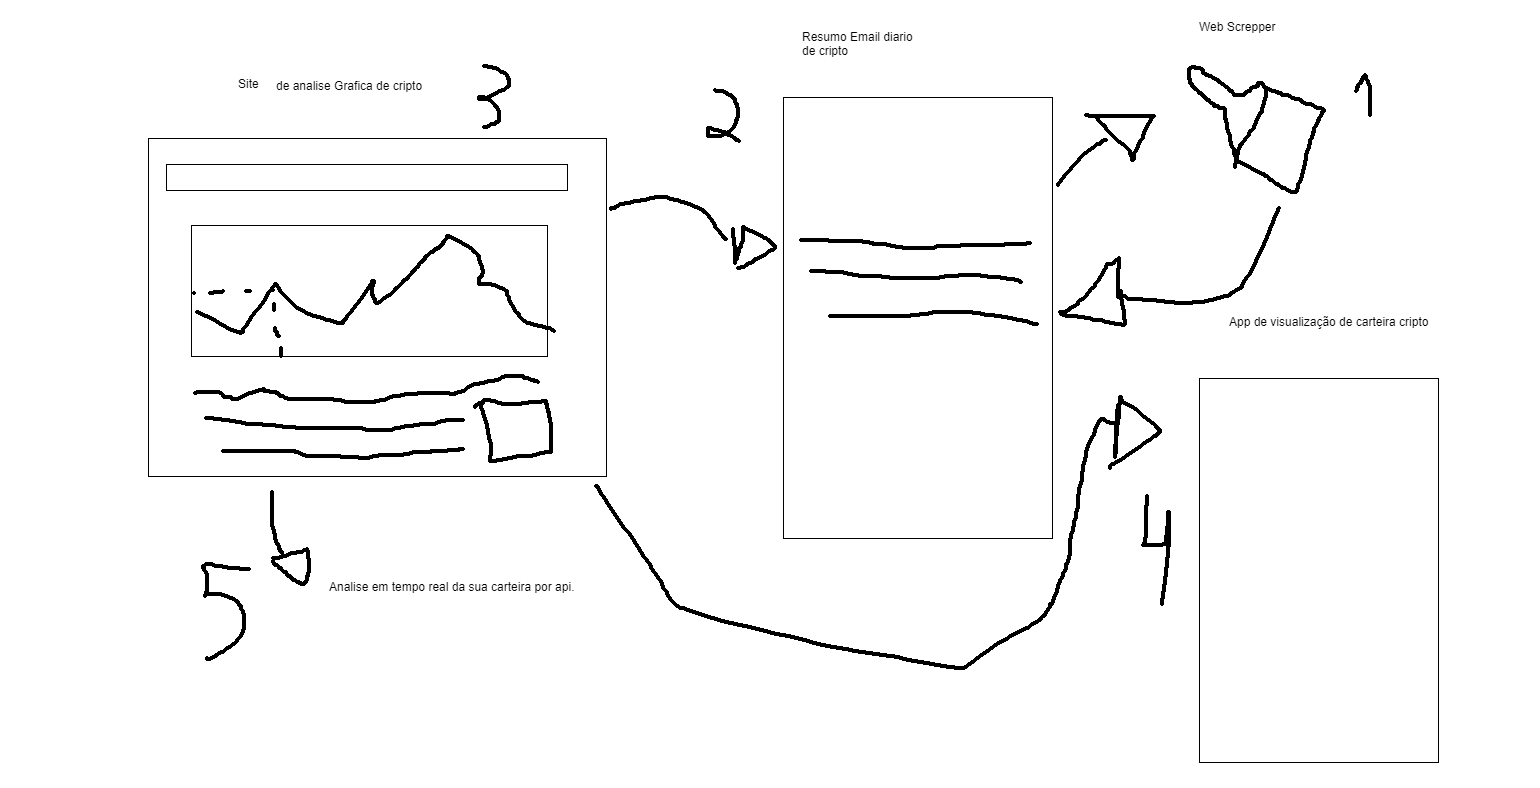 Web Screpper
1
Resumo Email diario
de cripto
2
Site de analise Grafica de cripto
3
App de visualização de carteira cripto
4
5
Analise em tempo real da sua carteira por api.